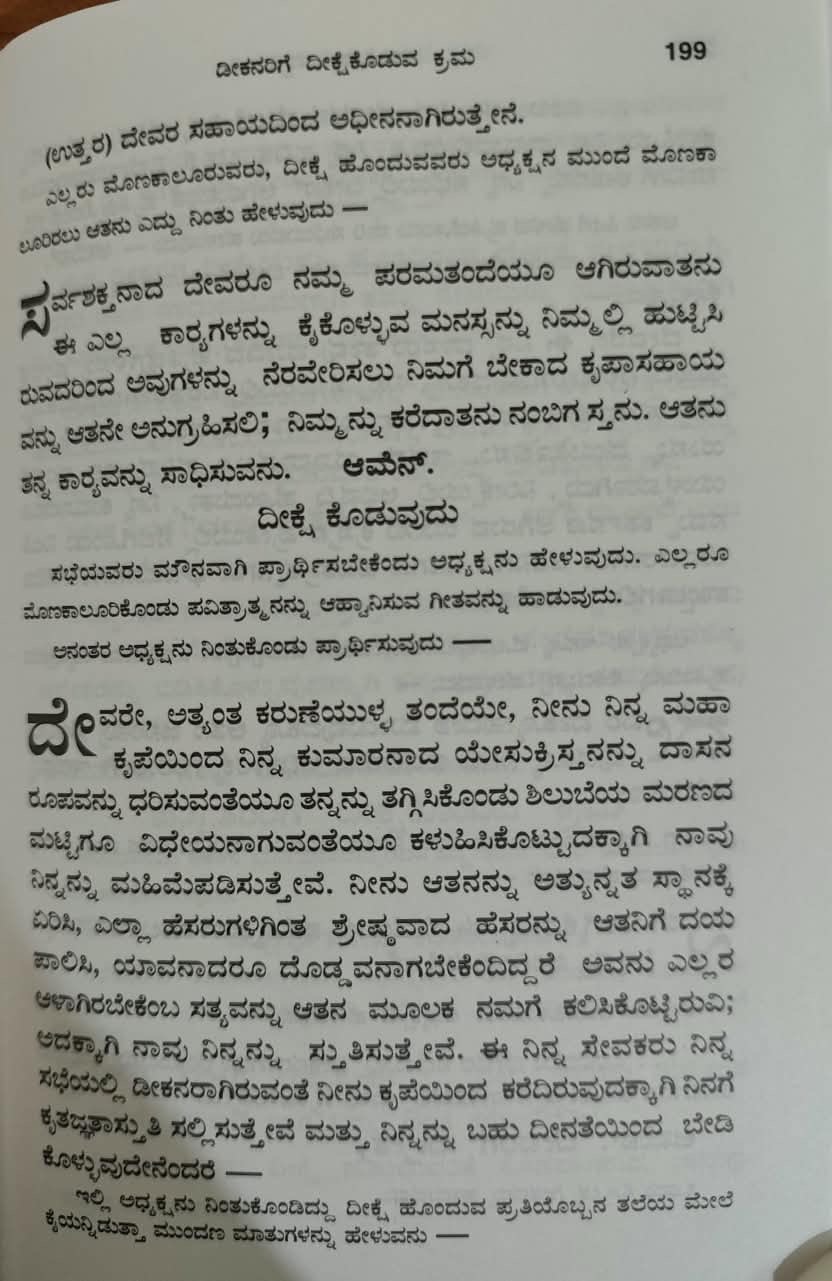 ಡೀಕನರಿಗೆ ದೀಕ್ಷೆಕೊಡುವ ಕ್ರಮ 199
(ಉತ್ತರ) ದೇವರ ಸಹಾಯದಿಂದ ಅಧೀನನಾಗಿರುತ್ತೇನೆ.
ಎಲ್ಲರು ಮೊಣಕಾಲೂರುವರು, ದೀಕ್ಷೆ ಹೊಂದುವವರು ಅಧ್ಯಕ್ಷನ ಮುಂದೆ ಮೊಣಕಾ
ಲೂರಿರಲು ಆತನು ಎದ್ದು ನಿಂತು ಹೇಳುವುದು —
ಸರ್ವಶಕ್ತನಾದ ದೇವರೂ ನಮ್ಮ ಪರಮತಂದೆಯೂ ಆಗಿರುವಾತನು
ಈ ಎಲ್ಲ ಕಾರ‍್ಯಗಳನ್ನು ಕೈಕೊಳ್ಳುವ ಮನಸ್ಸನ್ನು ನಿಮ್ಮಲ್ಲಿ ಹುಟ್ಟಿಸಿ
ರುವದರಿಂದ ಅವುಗಳನ್ನು ನೆರವೇರಿಸಲು ನಿಮಗೆ ಬೇಕಾದ ಕೃಪಾಸಹಾಯ
ವನ್ನು ಆತನೇ ಅನುಗ್ರಹಿಸಲಿ; ನಿಮ್ಮನ್ನು ಕರೆದಾತನು ನಂಬಿಗ ಸ್ತನು. ಆತನು
ತನ್ನ ಕಾರ‍್ಯವನ್ನು ಸಾಧಿಸುವನು. ಆಮೆನ್.
ದೀಕ್ಷೆ ಕೊಡುವುದು
ಸಭೆಯವರು ಮೌನವಾಗಿ ಪ್ರಾರ್ಥಿಸಬೇಕೆಂದು ಅಧ್ಯಕ್ಷನು ಹೇಳುವುದು. ಎಲ್ಲರೂ
ಮೊಣಕಾಲೂರಿಕೊಂಡು ಪವಿತ್ರಾತ್ಮನನ್ನು ಆಹ್ವಾನಿಸುವ ಗೀತವನ್ನು ಹಾಡುವುದು.
ಅನಂತರ ಅಧ್ಯಕ್ಷನು ನಿಂತುಕೊಂಡು ಪ್ರಾರ್ಥಿಸುವುದು —
ದೇವರೇ, ಅತ್ಯಂತ ಕರುಣೆಯುಳ್ಳ ತಂದೆಯೇ, ನೀನು ನಿನ್ನ ಮಹಾ
ಕೃಪೆಯಿಂದ ನಿನ್ನ ಕುಮಾರನಾದ ಯೇಸುಕ್ರಿಸ್ತನನ್ನು ದಾಸನ
ರೂಪವನ್ನು ಧರಿಸುವಂತೆಯೂ ತನ್ನನ್ನು ತಗ್ಗಿಸಿಕೊಂಡು ಶಿಲುಬೆಯ ಮರಣದ
ಮಟ್ಟಿಗೂ ವಿಧೇಯನಾಗುವಂತೆಯೂ ಕಳುಹಿಸಿಕೊಟ್ಟುದಕ್ಕಾಗಿ ನಾವು
ನಿನ್ನನ್ನು ಮಹಿಮೆಪಡಿಸುತ್ತೇವೆ. ನೀನು ಆತನನ್ನು ಅತ್ಯುನ್ನತ ಸ್ಥಾನಕ್ಕೆ
ಏರಿಸಿ, ಎಲ್ಲಾ ಹೆಸರುಗಳಿಗಿಂತ ಶ್ರೇಷ್ಠವಾದ ಹೆಸರನ್ನು ಆತನಿಗೆ ದಯ
ಪಾಲಿಸಿ, ಯಾವನಾದರೂ ದೊಡ್ಡವನಾಗಬೇಕೆಂದಿದ್ದರೆ ಅವನು ಎಲ್ಲರ
ಆಳಾಗಿರಬೇಕೆಂಬ ಸತ್ಯವನ್ನು ಆತನ ಮೂಲಕ ನಮಗೆ ಕಲಿಸಿಕೊಟ್ಟಿರುವಿ;
ಅದಕ್ಕಾಗಿ ನಾವು ನಿನ್ನನ್ನು ಸ್ತುತಿಸುತ್ತೇವೆ. ಈ ನಿನ್ನ ಸೇವಕರು ನಿನ್ನ
ಸಭೆಯಲ್ಲಿ ಡೀಕನರಾಗಿರುವಂತೆ ನೀನು ಕೃಪೆಯಿಂದ ಕರೆದಿರುವುದಕ್ಕಾಗಿ ನಿನಗೆ
ಕೃತಜ್ಞತಾಸ್ತುತಿ ಸಲ್ಲಿಸುತ್ತೇವೆ ಮತ್ತು ನಿನ್ನನ್ನು ಬಹು ದೀನತೆಯಿಂದ ಬೇಡಿ
ಕೊಳ್ಳುವುದೇನೆಂದರೆ —
ಇಲ್ಲಿ ಅಧ್ಯಕ್ಷನು ನಿಂತುಕೊಂಡಿದ್ದು ದೀಕ್ಷೆ ಹೊಂದುವ ಪ್ರತಿಯೊಬ್ಬನ ತಲೆಯ ಮೇಲೆ
ಕೈಯನ್ನಿಡುತ್ತಾ ಮುಂದಣ ಮಾತುಗಳನ್ನು ಹೇಳುವನು —